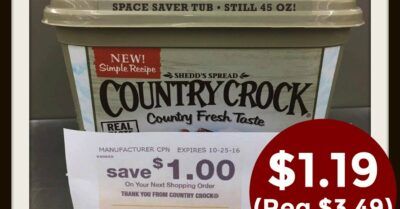 SPACE SAVER TUB • STILL 45 OZ!
NEW!
Simple Recipe
SHEDD'S SPREAD
COUNTRY CROCK®
Country Fresh Taste
REAL
MANUFACTURER CPN EXPIRES 10-25-16
save $1.00
On Your Next Shopping Order
THANK YOU FROM COUNTRY CROCK®
$1.19
(Reg $3.49)